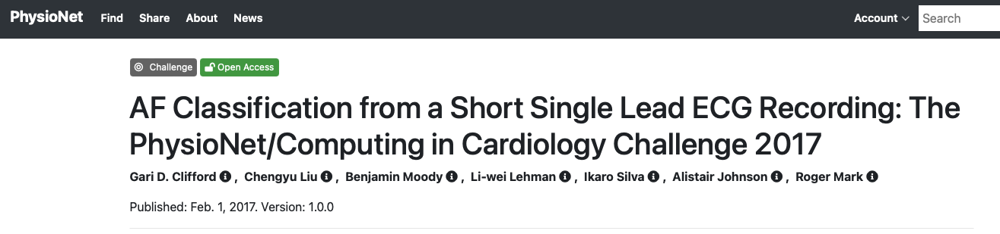 PhysioNet Find Share About News Account Search
Challenge Open Access
AF Classification from a Short Single Lead ECG Recording: The
PhysioNet/Computing in Cardiology Challenge 2017
Gari D. Clifford , Chengyu Liu , Benjamin Moody , Li-wei Lehman , Ikaro Silva , Alistair Johnson , Roger Mark
Published: Feb. 1, 2017. Version: 1.0.0